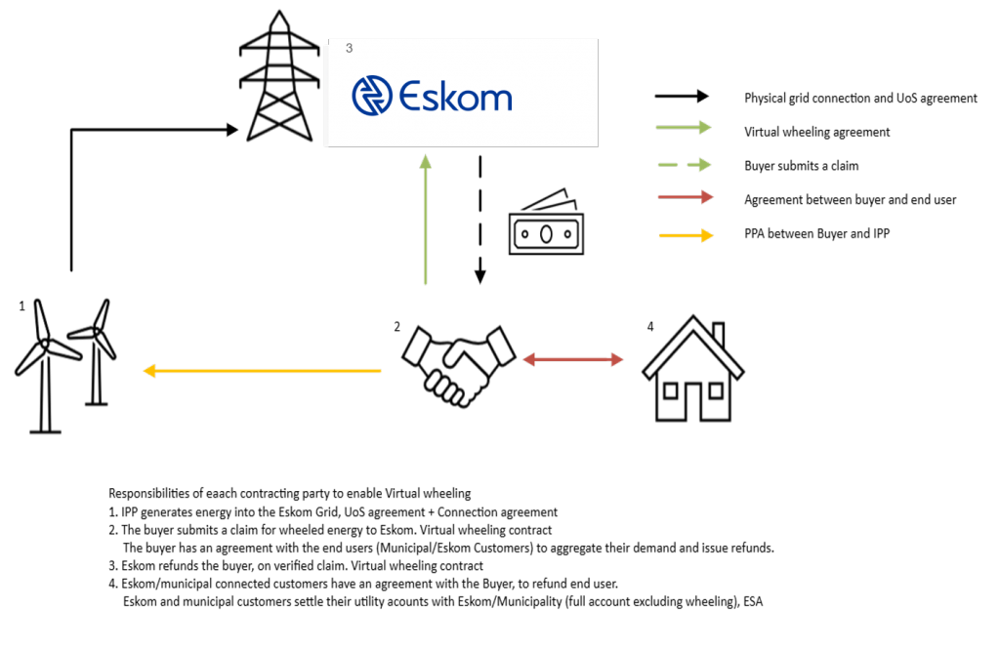 3
Eskom
Physical grid connection and UoS agreement
Virtual wheeling agreement
Buyer submits a claim
Agreement between buyer and end user
PPA between Buyer and IPP
1
2
4
Responsibilities of eaach contracting party to enable Virtual wheeling
1. IPP generates energy into the Eskom Grid, UoS agreement + Connection agreement
2. The buyer submits a claim for wheeled energy to Eskom. Virtual wheeling contract
The buyer has an agreement with the end users (Municipal/Eskom Customers) to aggregate their demand and issue refunds.
3. Eskom refunds the buyer, on verified claim. Virtual wheeling contract
4. Eskom/municipal connected customers have an agreement with the Buyer, to refund end user.
Eskom and municipal customers settle their utility acounts with Eskom/Municipality (full account excluding wheeling), ESA